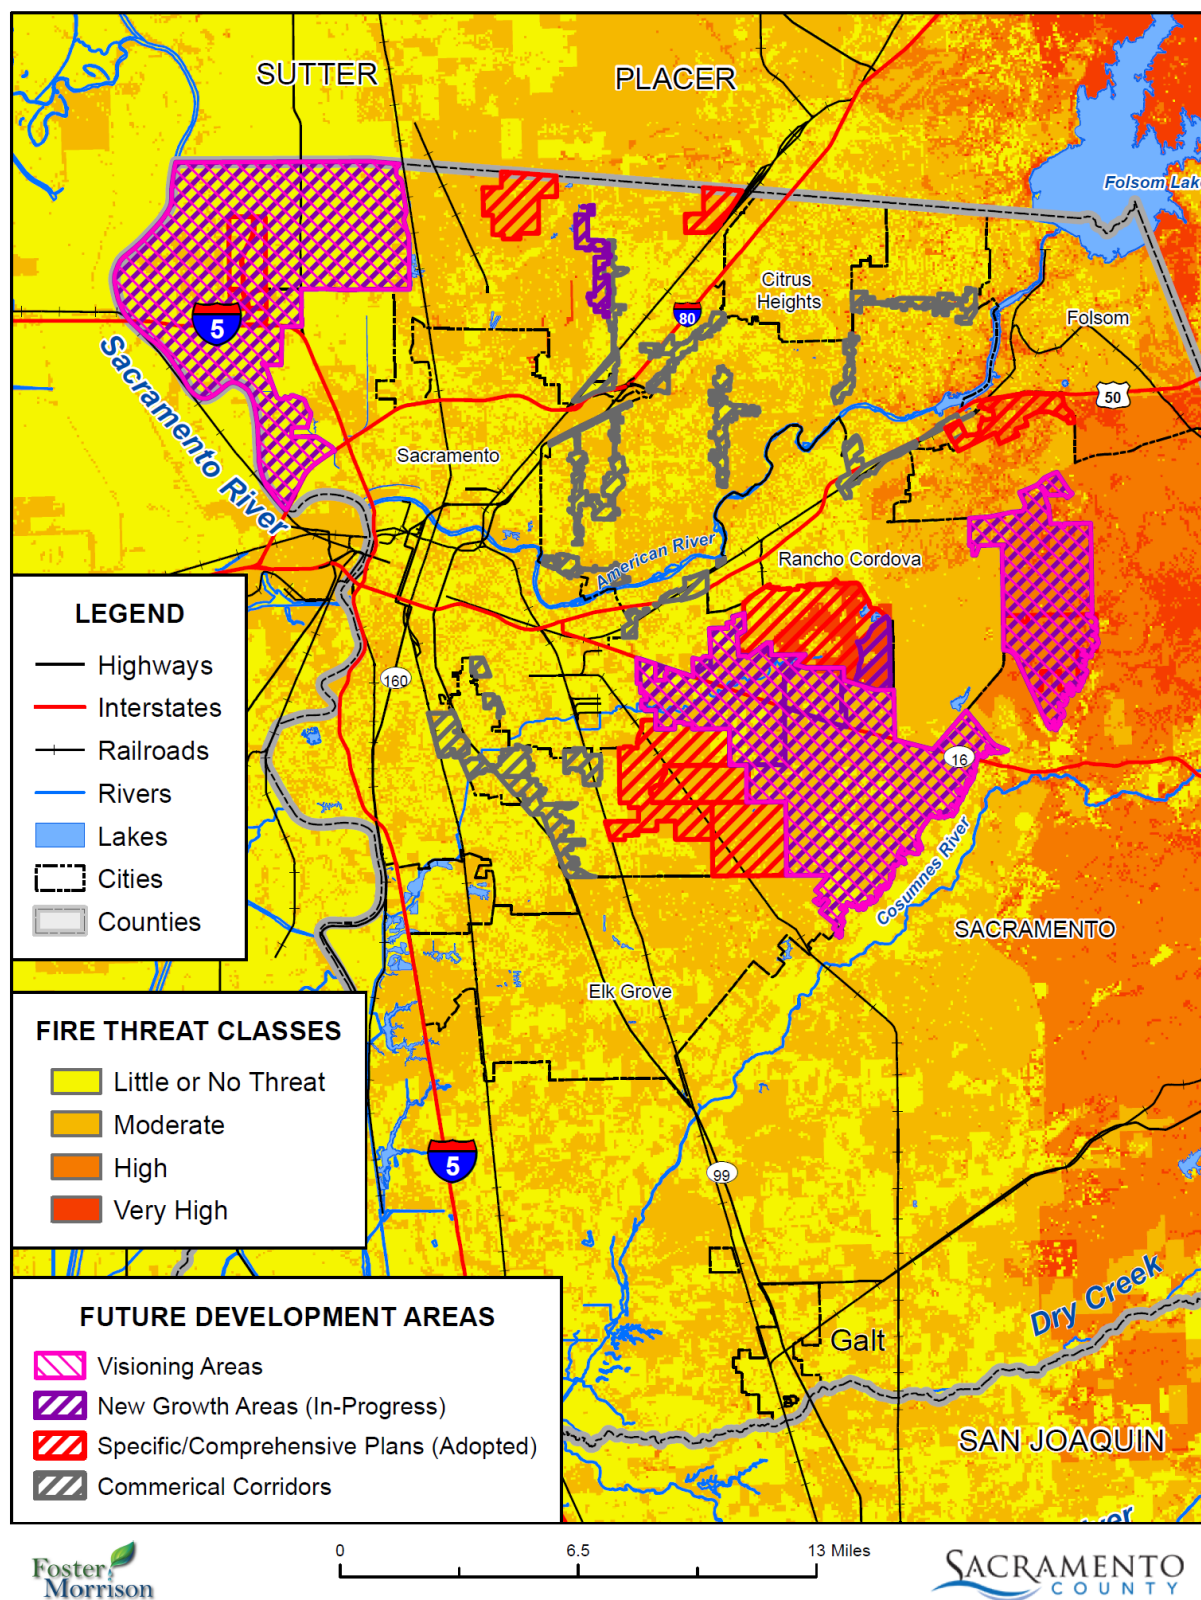 SUTTER
PLACER
Folsom Lake
Citrus
Heights
5
80
Folsom
50
Sacramento River
Sacramento
American River
Rancho Cordova
LEGEND
Highways
Interstates
Railroads
Rivers
Lakes
Cities
Counties
160
16
Cosumnes River
SACRAMENTO
Elk Grove
FIRE THREAT CLASSES
Little or No Threat
Moderate
High
Very High
5
99
Dry Creek
Galt
SAN JOAQUIN
FUTURE DEVELOPMENT AREAS
Visioning Areas
New Growth Areas (In-Progress)
Specific/Comprehensive Plans (Adopted)
Commerical Corridors
Foster
Morrison
0 6.5 13 Miles
SACRAMENTO
COUNTY